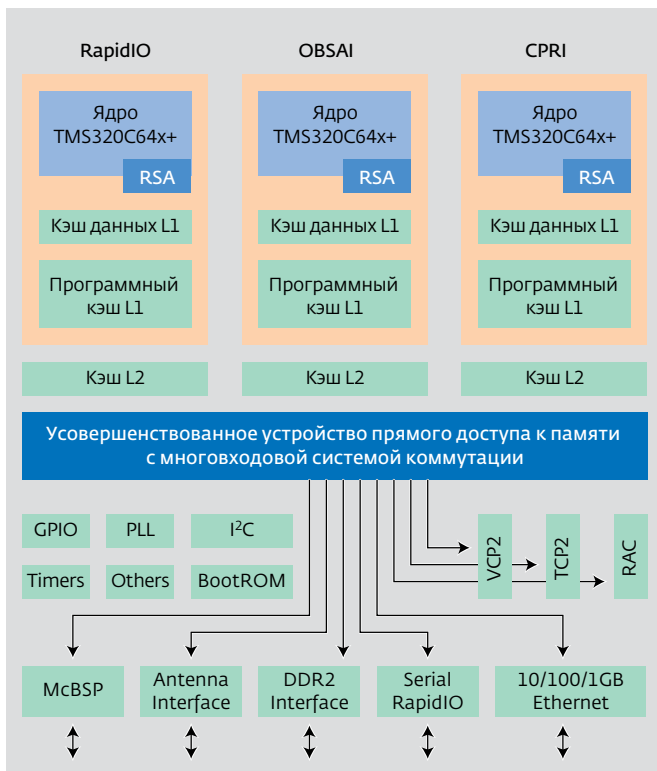 RapidIO OBSAI CPRI
Ядро Ядро Ядро
TMS320C64x+ TMS320C64x+ TMS320C64x+
RSA RSA RSA
Кэш данных L1 Кэш данных L1 Кэш данных L1
Программный Программный Программный
кэш L1 кэш L1 кэш L1
Кэш L2 Кэш L2 Кэш L2
Усовершенствованное устройство прямого доступа к памяти
с многовходовой системой коммутации
GPIO PLL I²C
Timers Others BootROM
VCP2 TCP2 RAC
McBSP
Antenna
Interface
DDR2
Interface
Serial
RapidIO
10/100/1GB
Ethernet